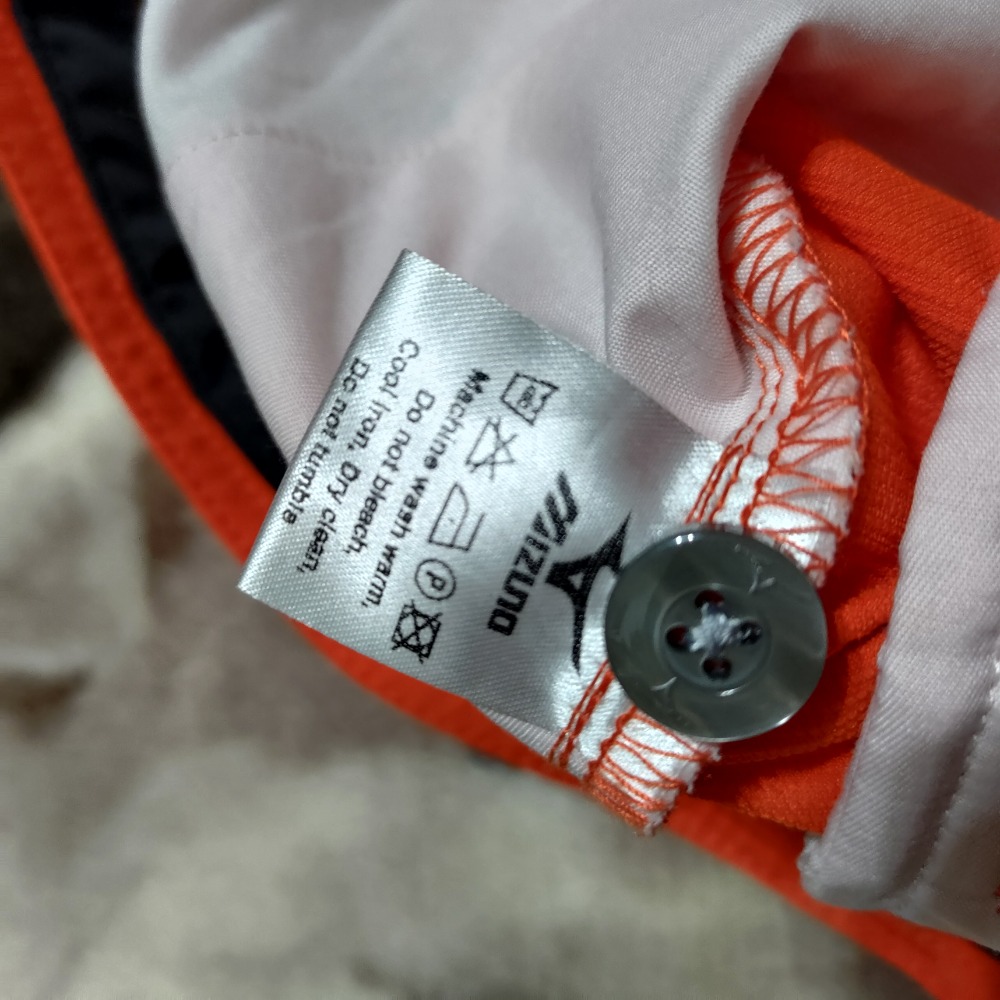 MIZUNO
P
Machine wash warm,
Do not bleach,
Cool Iron, Dry clean,
Do not tumble